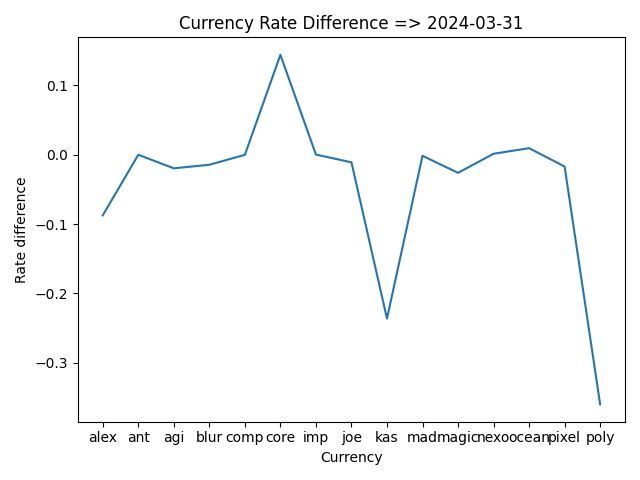 Currency Rate Difference => 2024-03-31
Rate difference
0.1
0.0
−0.1
−0.2
−0.3
alex ant agi blur comp core imp joe kas mad magic nexo ocean pixel poly
Currency